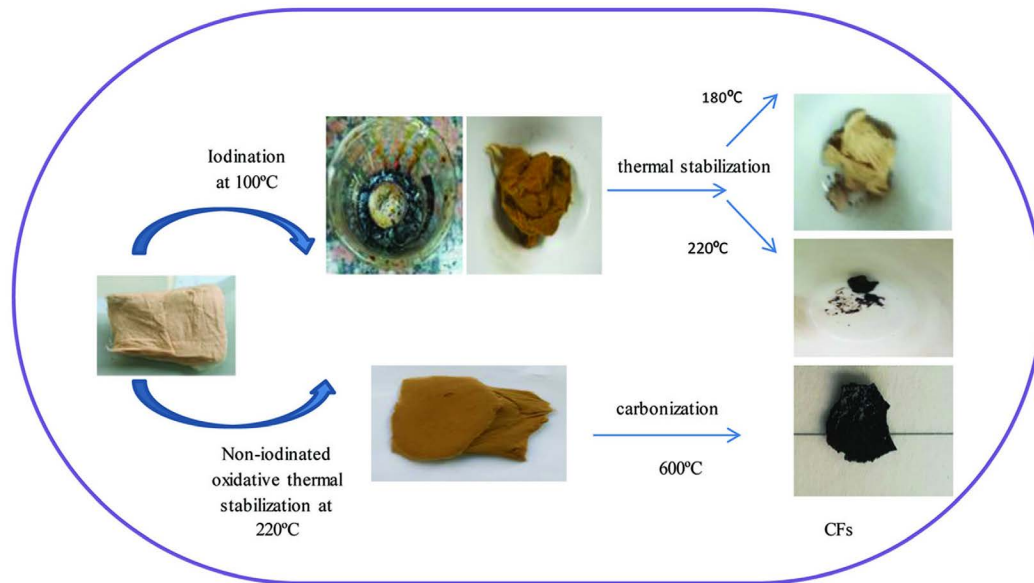 Iodination
at 100ºC
thermal stabilization
180ºC
220ºC
Non-iodinated
oxidative thermal
stabilization at
220ºC
carbonization
600ºC
CFs